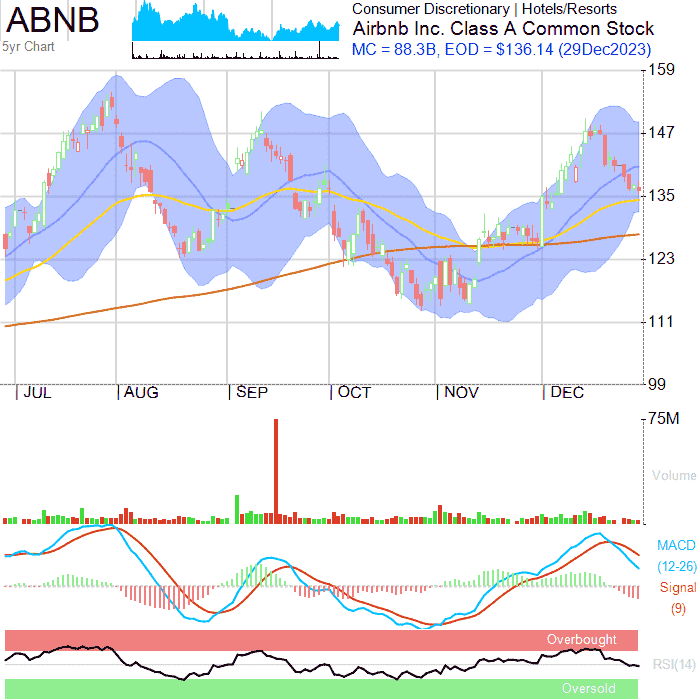 ABNB
5yr Chart
Consumer Discretionary | Hotels/Resorts
Airbnb Inc. Class A Common Stock
MC = 88.3B, EOD = $136.14 (29Dec2023)
159
147
135
123
111
99
JUL AUG SEP OCT NOV DEC
75M
Volume
MACD
(12-26)
Signal
(9)
Overbought
RSI(14)
Oversold